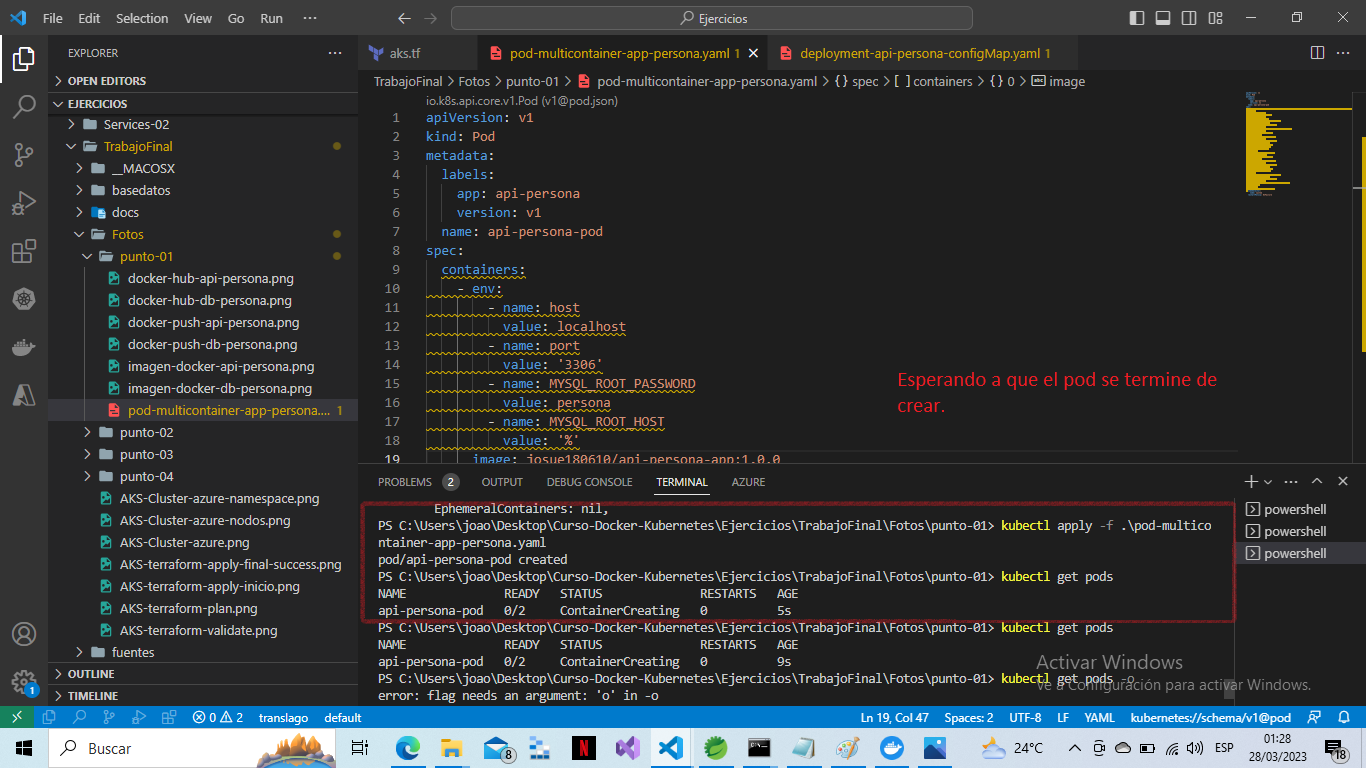 File Edit Selection View Go Run ···
Ejercicios
EXPLORER
OPEN EDITORS
EJERCICIOS
Services-02
TrabajoFinal
__MACOSX
basedatos
docs
Fotos
punto-01
docker-hub-api-persona.png
docker-hub-db-persona.png
docker-push-api-persona.png
docker-push-db-persona.png
imagen-docker-api-persona.png
imagen-docker-db-persona.png
pod-multicontainer-app-persona.... 1
punto-02
punto-03
punto-04
AKS-Cluster-azure-namespace.png
AKS-Cluster-azure-nodos.png
AKS-Cluster-azure.png
AKS-terraform-apply-final-success.png
AKS-terraform-apply-inicio.png
AKS-terraform-plan.png
AKS-terraform-validate.png
fuentes
OUTLINE
TIMELINE
1
aks.tf
pod-multicontainer-app-persona.yaml 1
deployment-api-persona-configMap.yaml 1
TrabajoFinal > Fotos > punto-01 > pod-multicontainer-app-persona.yaml > {} spec > [ ] containers > {} 0 > image
io.k8s.api.core.v1.Pod (v1@pod.json)
1 apiVersion: v1
2 kind: Pod
3 metadata:
4 labels:
5 app: api-persona
6 version: v1
7 name: api-persona-pod
8 spec:
9 containers:
10 - env:
11 - name: host
12 value: localhost
13 - name: port
14 value: '3306'
15 - name: MYSQL_ROOT_PASSWORD
16 value: persona
17 - name: MYSQL_ROOT_HOST
18 value: '%'
19 image: josue180610/api-persona-app:1.0.0
Esperando a que el pod se termine de
crear.
PROBLEMS 2 OUTPUT DEBUG CONSOLE TERMINAL AZURE
EphemeralContainers: nil,
PS C:\Users\joao\Desktop\Curso-Docker-Kubernetes\Ejercicios\TrabajoFinal\Fotos\punto-01> kubectl apply -f .\pod-multico
ntainer-app-persona.yaml
pod/api-persona-pod created
PS C:\Users\joao\Desktop\Curso-Docker-Kubernetes\Ejercicios\TrabajoFinal\Fotos\punto-01> kubectl get pods
NAME READY STATUS RESTARTS AGE
api-persona-pod 0/2 ContainerCreating 0 5s
PS C:\Users\joao\Desktop\Curso-Docker-Kubernetes\Ejercicios\TrabajoFinal\Fotos\punto-01> kubectl get pods
NAME READY STATUS RESTARTS AGE
api-persona-pod 0/2 ContainerCreating 0 9s
PS C:\Users\joao\Desktop\Curso-Docker-Kubernetes\Ejercicios\TrabajoFinal\Fotos\punto-01> kubectl get pods -o
error: flag needs an argument: 'o' in -o
powershell
powershell
powershell
Activar Windows
Ve a Configuración para activar Windows.
0 2 translago default
Ln 19, Col 47 Spaces: 2 UTF-8 LF YAML kubernetes://schema/v1@pod
Buscar
8
24°C
ESP
01:28
28/03/2023
18